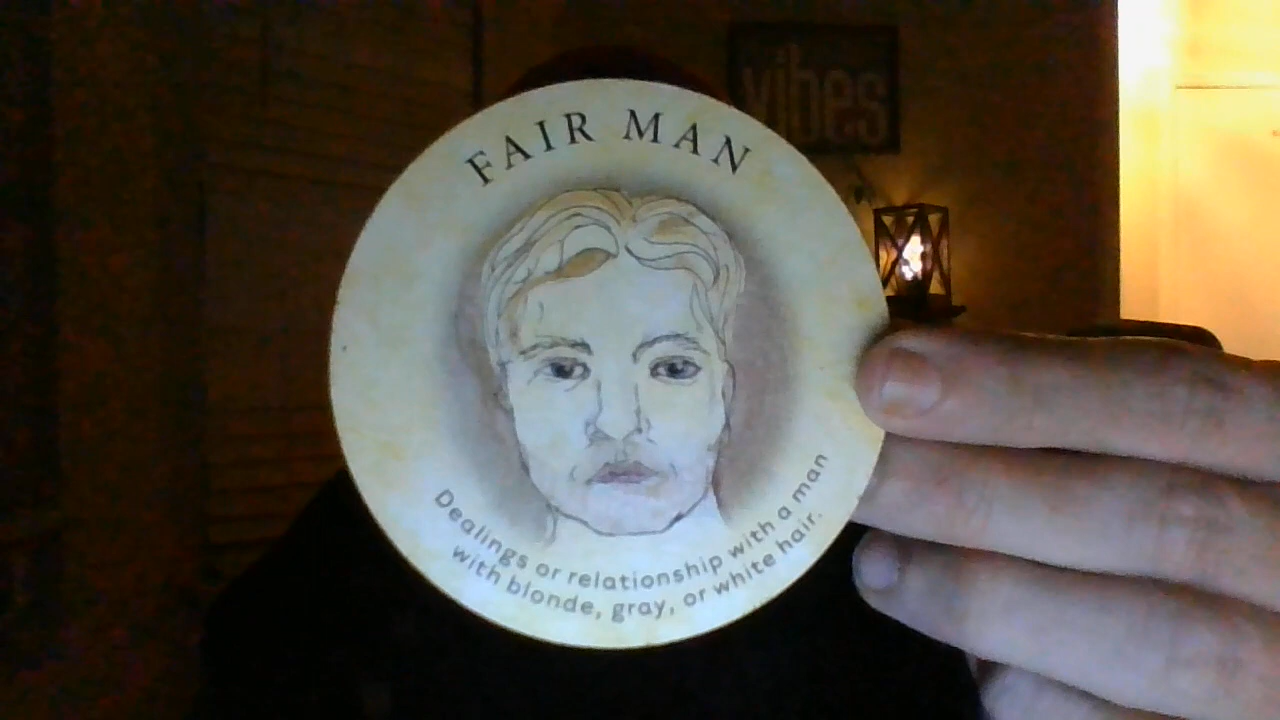 vibes
FAIR MAN
Dealings or relationship with a man
with blonde, gray, or white hair.